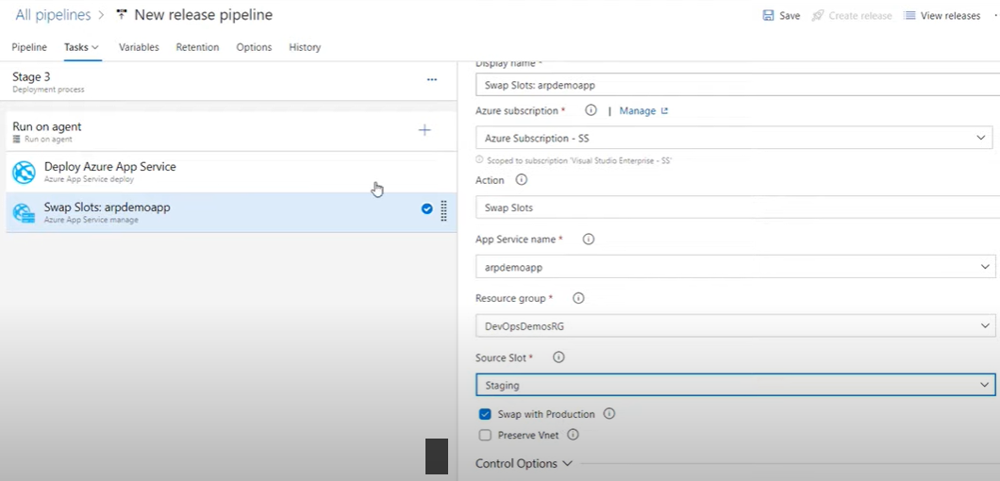 All pipelines > New release pipeline
Save Create release View releases
Pipeline Tasks Variables Retention Options History
Stage 3
Deployment process
Run on agent
Run on agent
Deploy Azure App Service
Azure App Service deploy
Swap Slots: arpdemoapp
Azure App Service manage
Display name *
Swap Slots: arpdemoapp
Azure subscription * | Manage
Azure Subscription - SS
Scoped to subscription 'Visual Studio Enterprise - SS'
Action
Swap Slots
App Service name *
arpdemoapp
Resource group *
DevOpsDemosRG
Source Slot *
Staging
Swap with Production
Preserve Vnet
Control Options